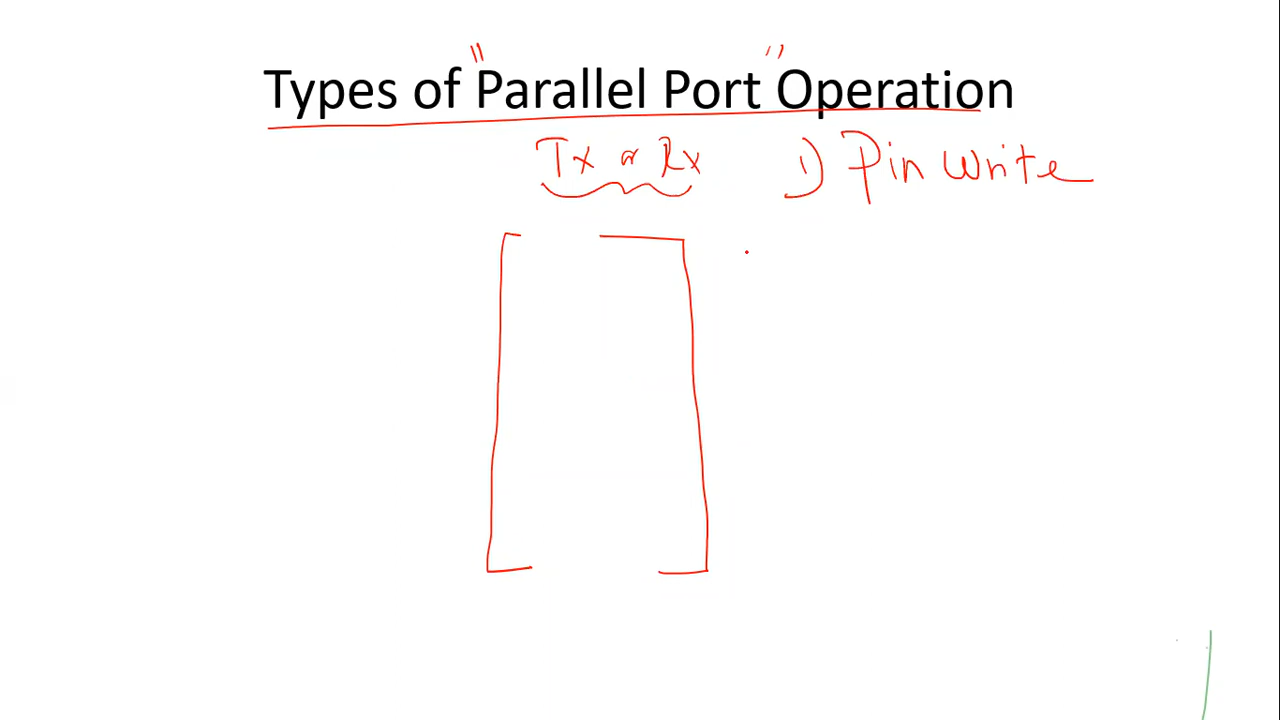 Types of "Parallel Port" Operation
Tx or Rx 1) Pin Write